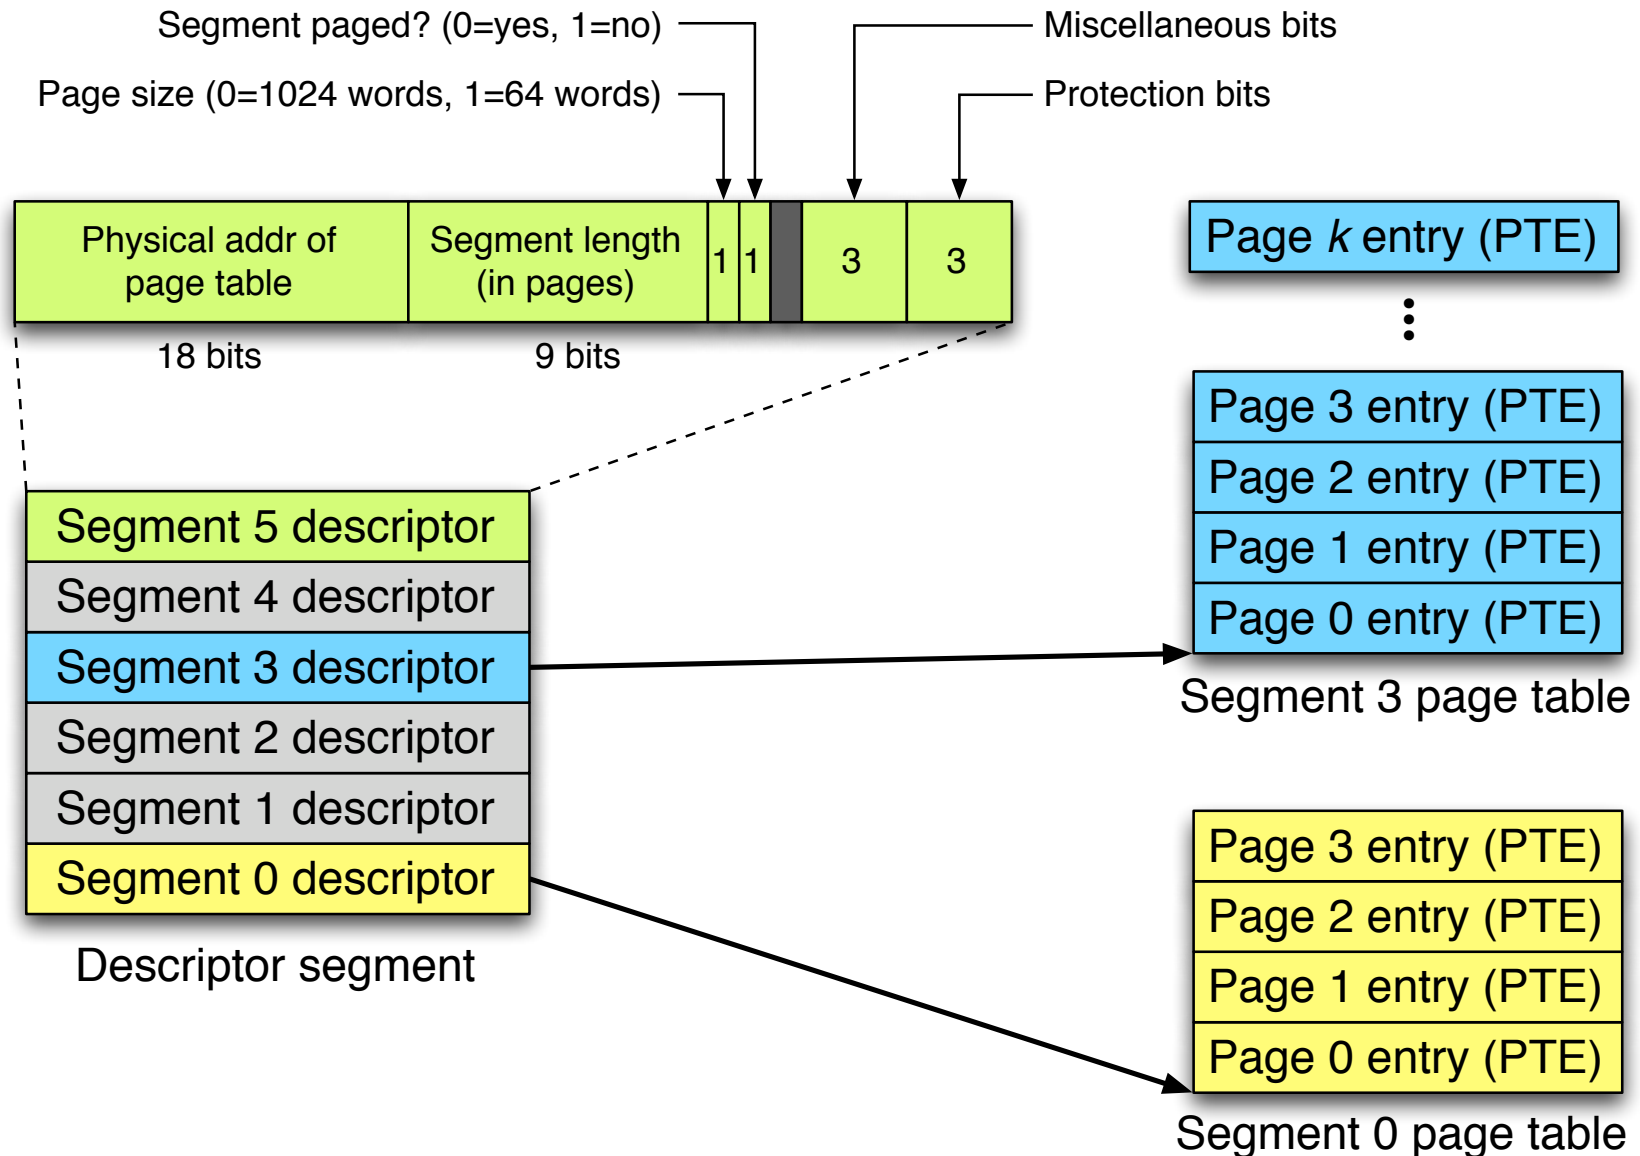 Segment paged? (0=yes, 1=no)
Page size (0=1024 words, 1=64 words)
Miscellaneous bits
Protection bits
Physical addr of
page table
Segment length
(in pages)
1
1
3
3
18 bits
9 bits
Segment 5 descriptor
Segment 4 descriptor
Segment 3 descriptor
Segment 2 descriptor
Segment 1 descriptor
Segment 0 descriptor
Descriptor segment
Page k entry (PTE)
Page 3 entry (PTE)
Page 2 entry (PTE)
Page 1 entry (PTE)
Page 0 entry (PTE)
Segment 3 page table
Page 3 entry (PTE)
Page 2 entry (PTE)
Page 1 entry (PTE)
Page 0 entry (PTE)
Segment 0 page table